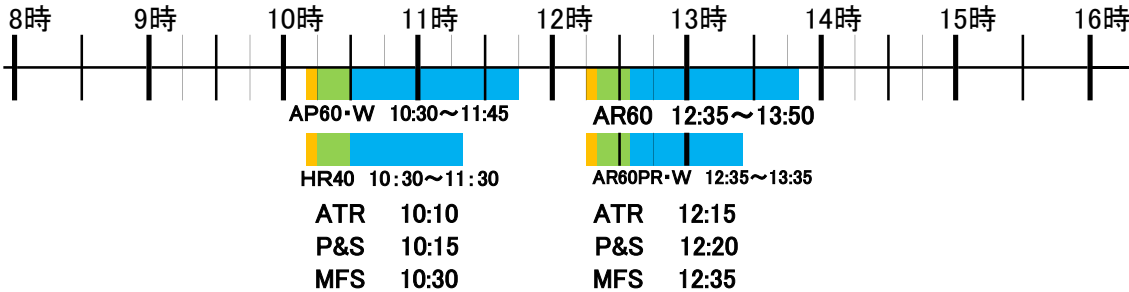 8時 9時 10時 11時 12時 13時 14時 15時 16時
AP60・W 10:30～11:45
AR60 12:35～13:50
HR40 10:30～11:30
AR60PR・W 12:35～13:35
ATR 10:10
P&S 10:15
MFS 10:30
ATR 12:15
P&S 12:20
MFS 12:35